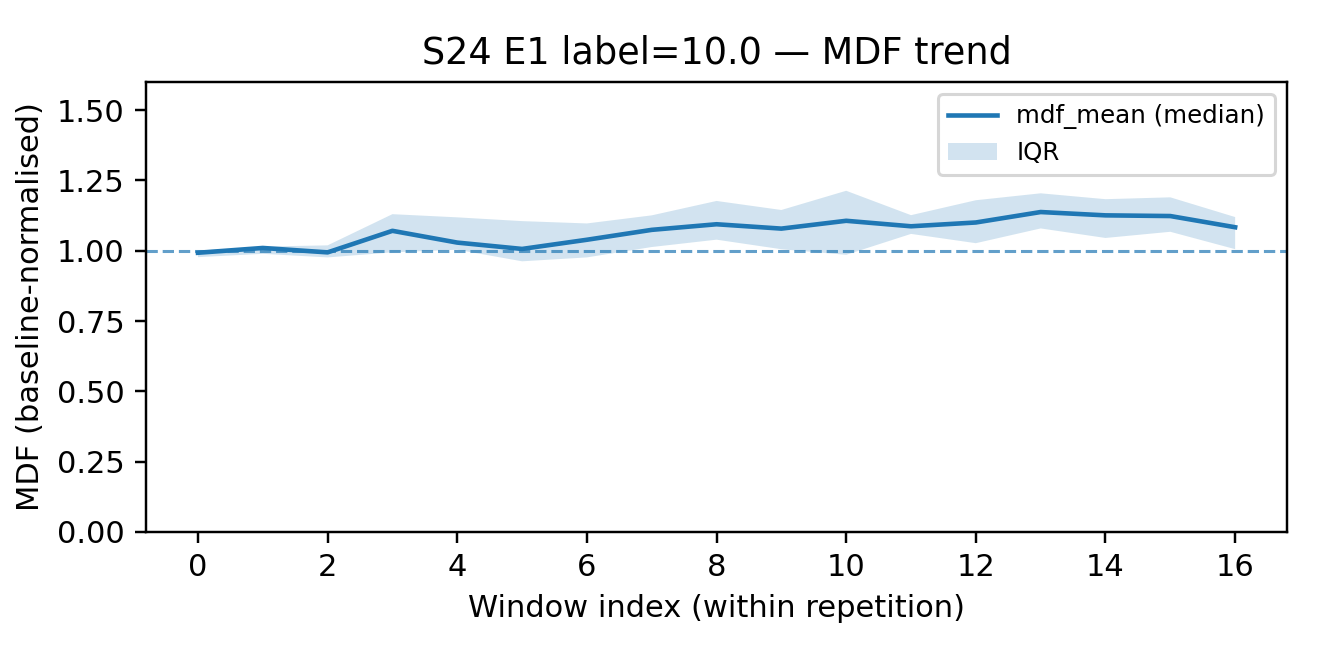 S24 E1 label=10.0 — MDF trend
mdf_mean (median)
IQR
MDF (baseline-normalised)
1.50
1.25
1.00
0.75
0.50
0.25
0.00
0 2 4 6 8 10 12 14 16
Window index (within repetition)